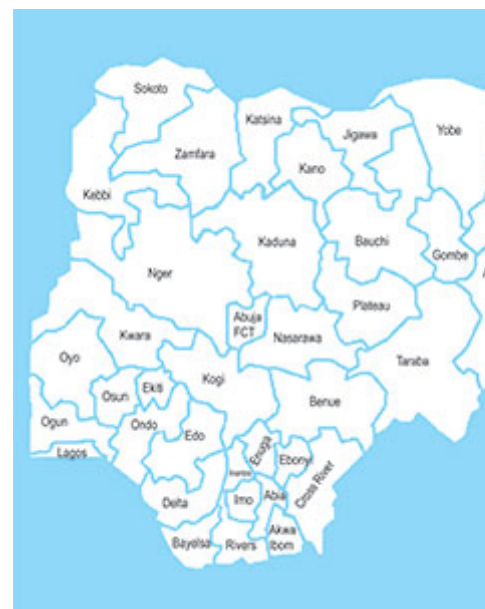 Sokoto
Katsina
Jigawa
Yobe
Zamfara
Kano
Kebbi
Kaduna
Bauchi
Gombe
Nger
Plateau
Abuja
FCT
Nasarawa
Kwara
Taraba
Oyo
Kogi
Osun
Ekiti
Benue
Ogun
Ondo
Edo
Enuga
Ebonyi
Lagos
Cross River
Delta
Imo
Abia
Akwa
Ibom
Bayelsa
Rivers